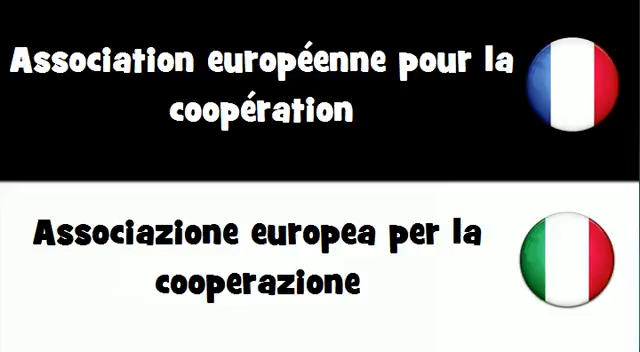 Association européenne pour la
coopération
Associazione europea per la
cooperazione